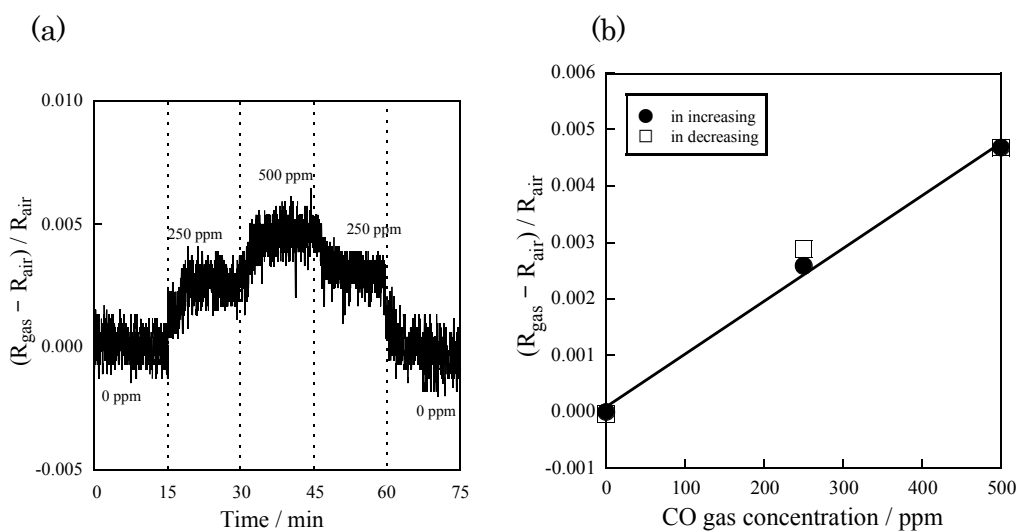 (a)
(b)
(R_gas − R_air) / R_air
0.010
0.005
0.000
-0.005
0 ppm
250 ppm
500 ppm
250 ppm
0 ppm
0 15 30 45 60 75
Time / min
(R_gas − R_air) / R_air
0.006
0.005
0.004
0.003
0.002
0.001
0.000
-0.001
in increasing
in decreasing
0 100 200 300 400 500
CO gas concentration / ppm